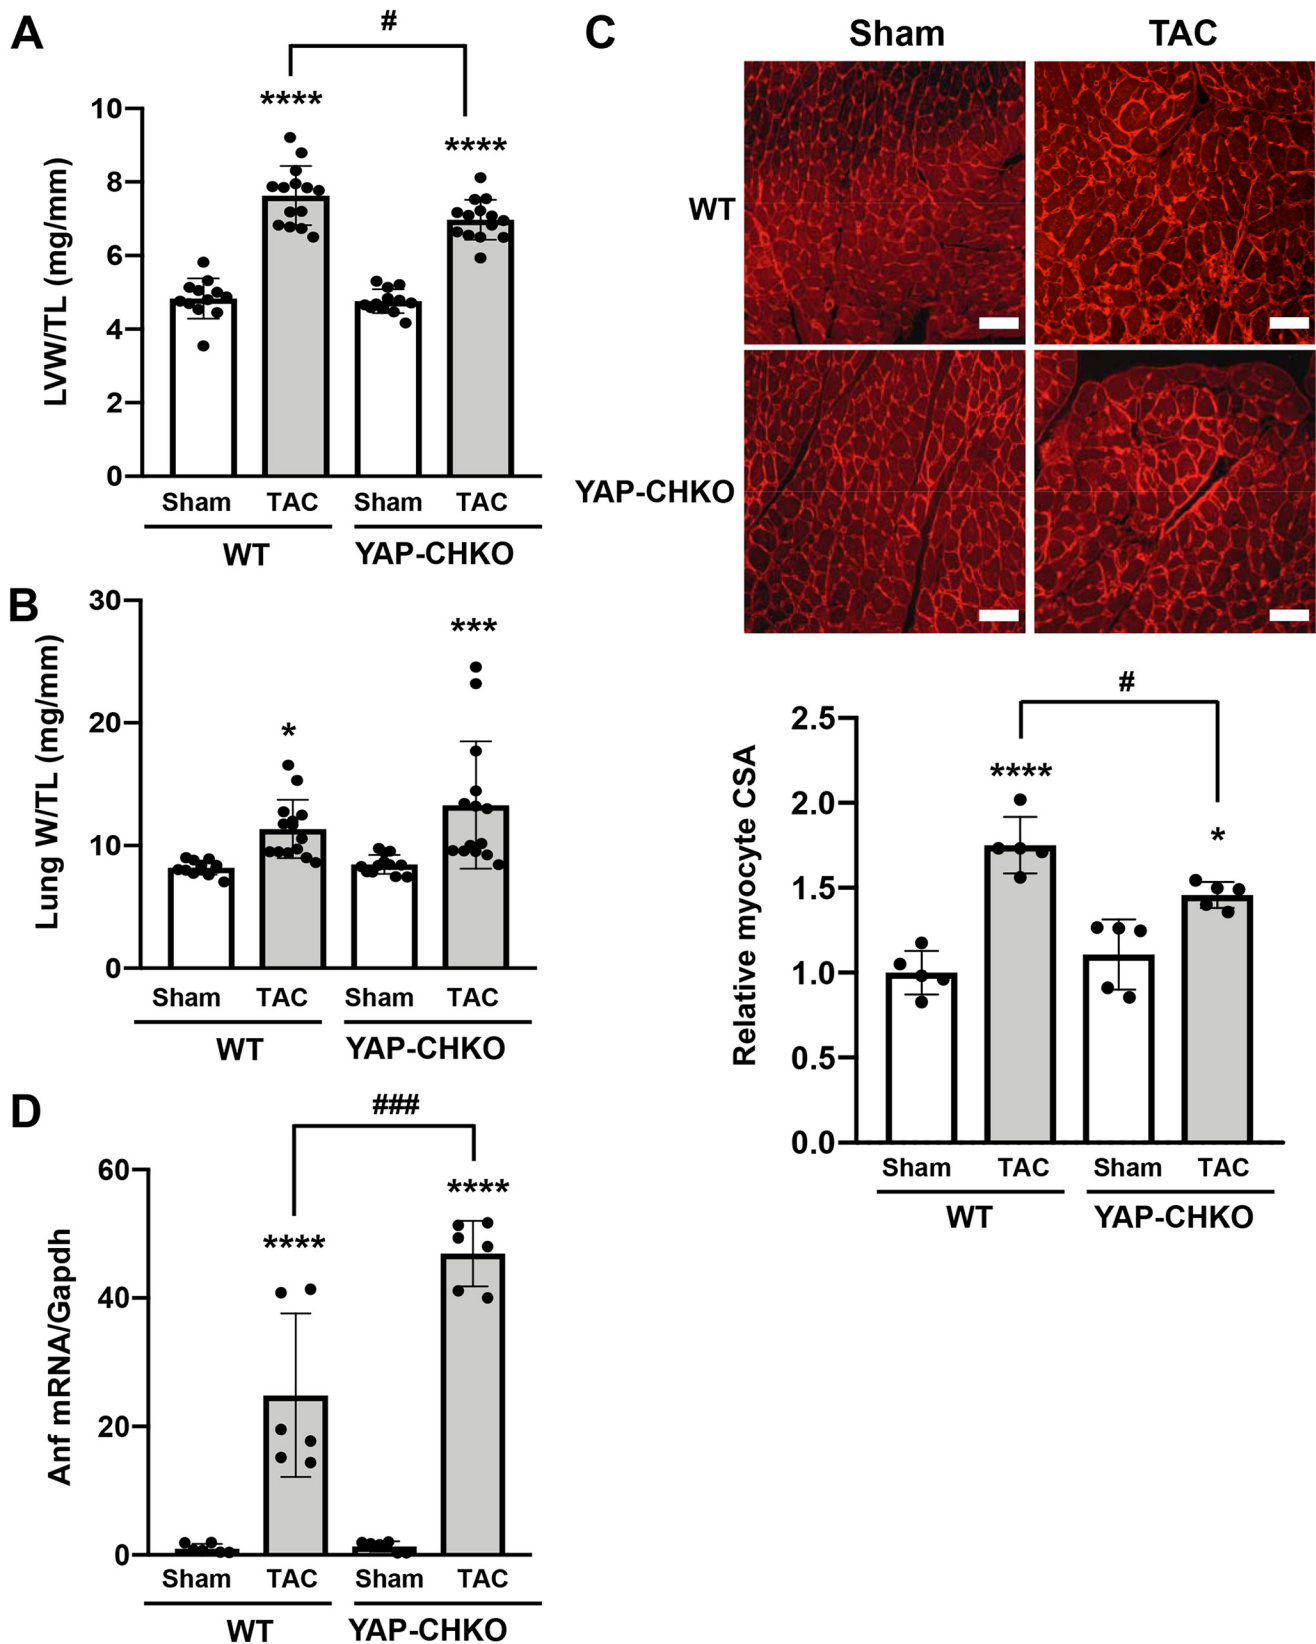 A
#
****
****
10
8
6
4
2
0
LVW/TL (mg/mm)
Sham TAC Sham TAC
WT YAP-CHKO
B
***
*
30
20
10
0
Lung W/TL (mg/mm)
Sham TAC Sham TAC
WT YAP-CHKO
C
Sham TAC
WT
YAP-CHKO
#
****
*
2.5
2.0
1.5
1.0
0.5
0.0
Relative myocyte CSA
Sham TAC Sham TAC
WT YAP-CHKO
D
###
****
****
60
40
20
0
Anf mRNA/Gapdh
Sham TAC Sham TAC
WT YAP-CHKO